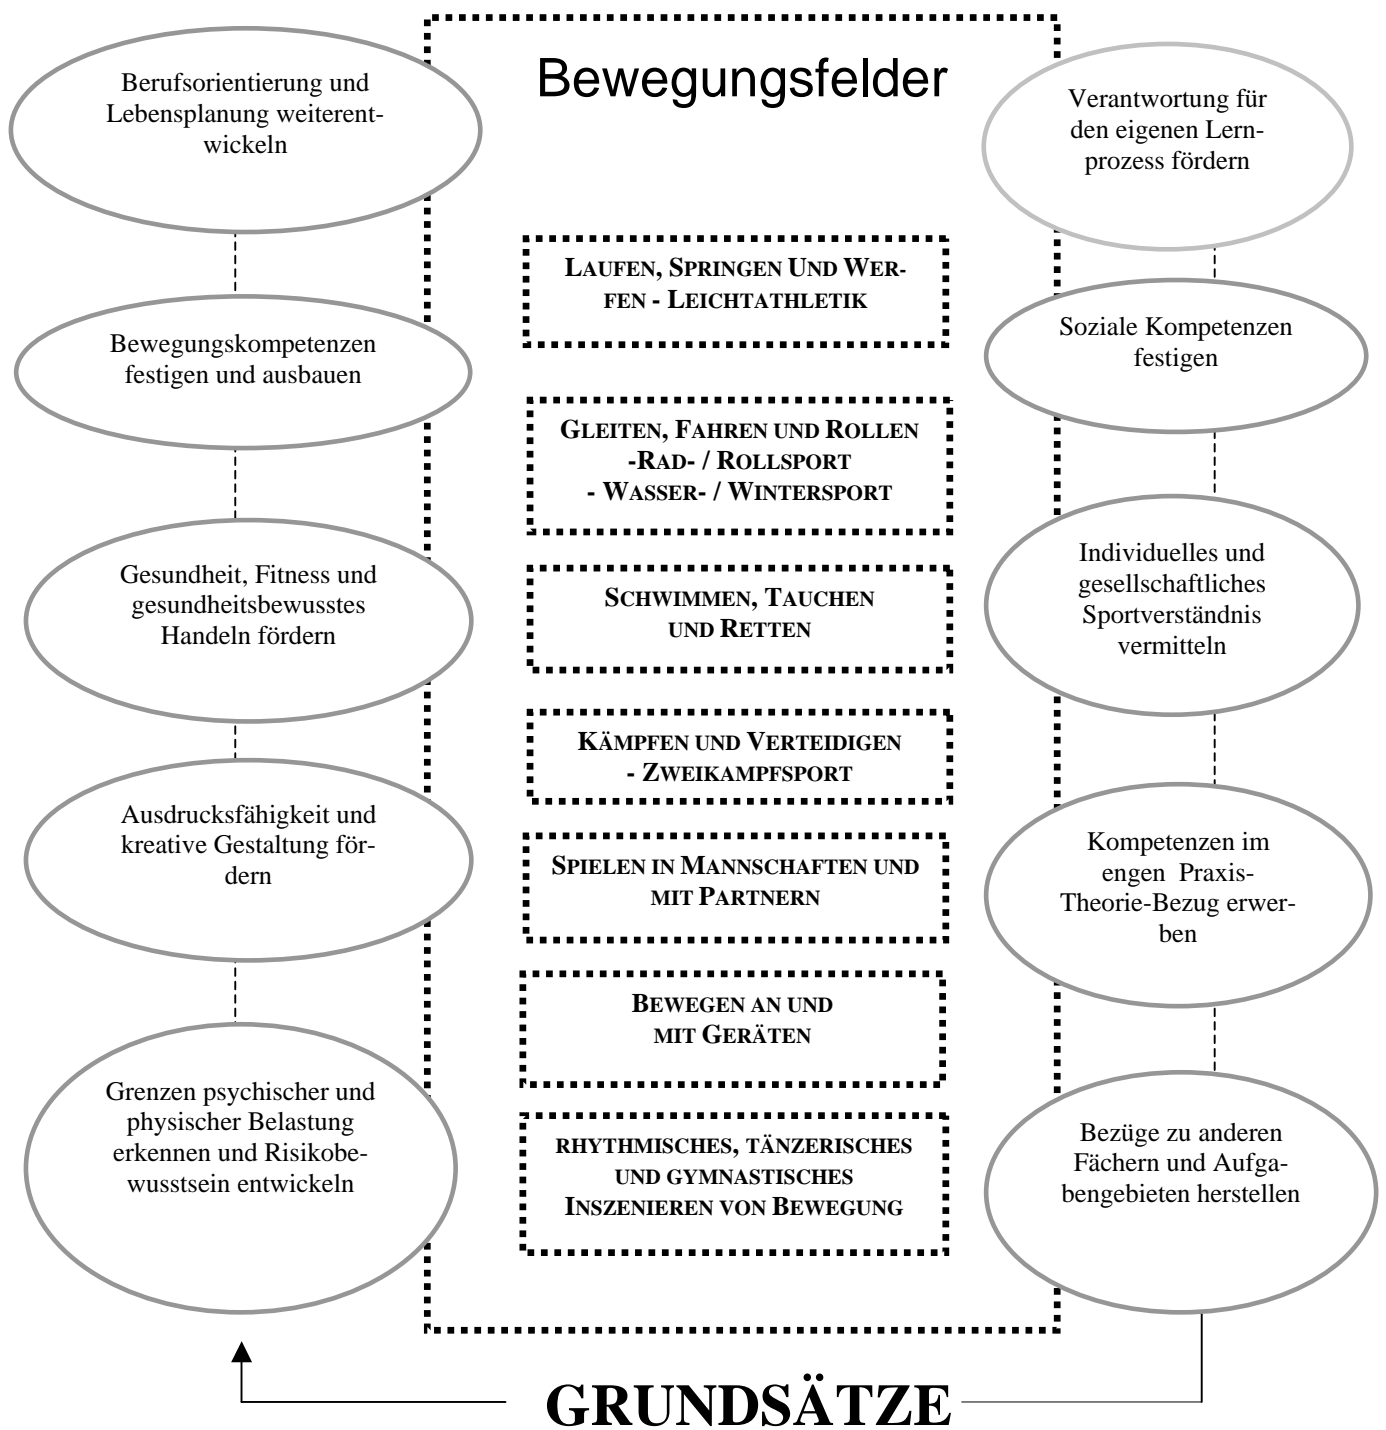 Bewegungsfelder
Berufsorientierung und
Lebensplanung weiterent-
wickeln
Bewegungskompetenzen
festigen und ausbauen
Gesundheit, Fitness und
gesundheitsbewusstes
Handeln fördern
Ausdrucksfähigkeit und
kreative Gestaltung för-
dern
Grenzen psychischer und
physischer Belastung
erkennen und Risikobe-
wusstsein entwickeln
LAUFEN, SPRINGEN UND WER-
FEN - LEICHTATHLETIK
GLEITEN, FAHREN UND ROLLEN
-RAD- / ROLLSPORT
- WASSER- / WINTERSPORT
SCHWIMMEN, TAUCHEN
UND RETTEN
KÄMPFEN UND VERTEIDIGEN
- ZWEIKAMPFSPORT
SPIELEN IN MANNSCHAFTEN UND
MIT PARTNERN
BEWEGEN AN UND
MIT GERÄTEN
RHYTHMISCHES, TÄNZERISCHES
UND GYMNASTISCHES
INSZENIEREN VON BEWEGUNG
Verantwortung für
den eigenen Lern-
prozess fördern
Soziale Kompetenzen
festigen
Individuelles und
gesellschaftliches
Sportverständnis
vermitteln
Kompetenzen im
engen  Praxis-
Theorie-Bezug erwer-
ben
Bezüge zu anderen
Fächern und Aufga-
bengebieten herstellen
GRUNDSÄTZE